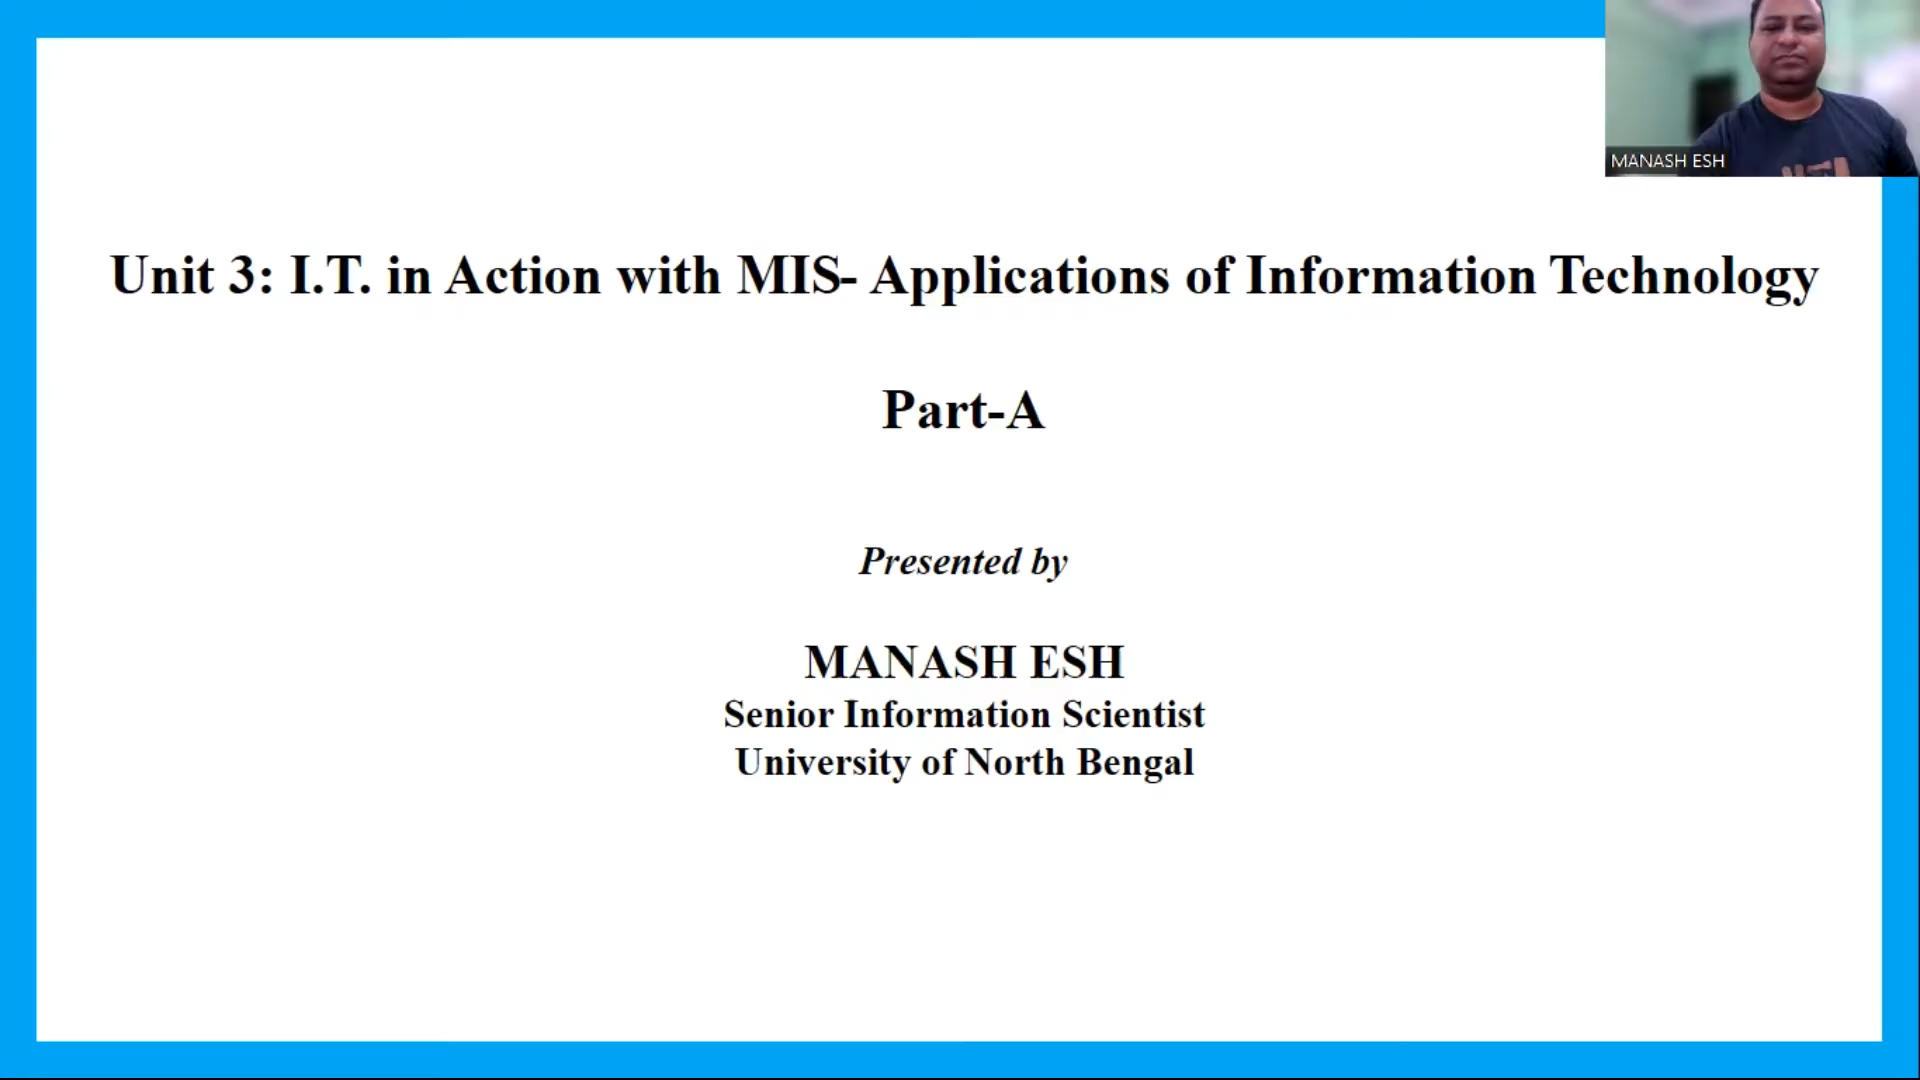 MANASH ESH
Unit 3: I.T. in Action with MIS- Applications of Information Technology
Part-A
Presented by
MANASH ESH
Senior Information Scientist
University of North Bengal